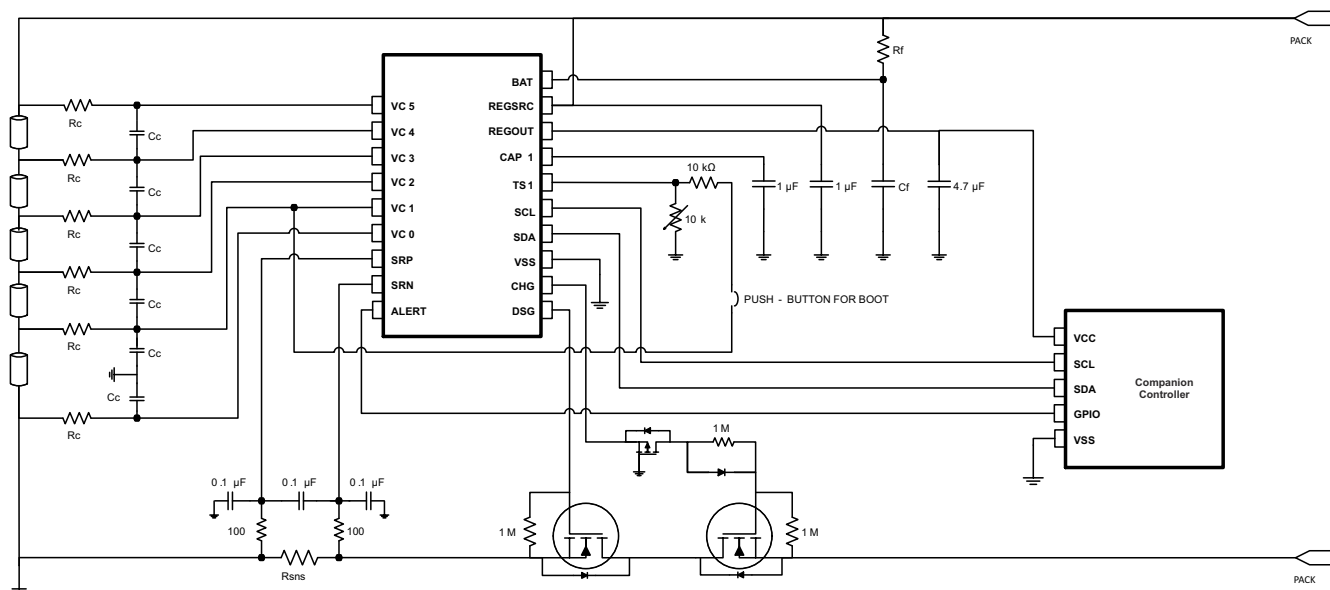 PACK
Rf
BAT
REGSRC
REGOUT
CAP 1
TS1
SCL
SDA
VSS
CHG
DSG
VC 5
VC 4
VC 3
VC 2
VC 1
VC 0
SRP
SRN
ALERT
Rc
Rc
Rc
Rc
Rc
Rc
Cc
Cc
Cc
Cc
Cc
Cc
10 kΩ
10 k
1 µF
1 µF
Cf
4.7 µF
PUSH - BUTTON FOR BOOT
VCC
SCL
SDA
GPIO
VSS
Companion
Controller
1 M
0.1 µF
0.1 µF
0.1 µF
100
100
Rsns
1 M
1 M
PACK